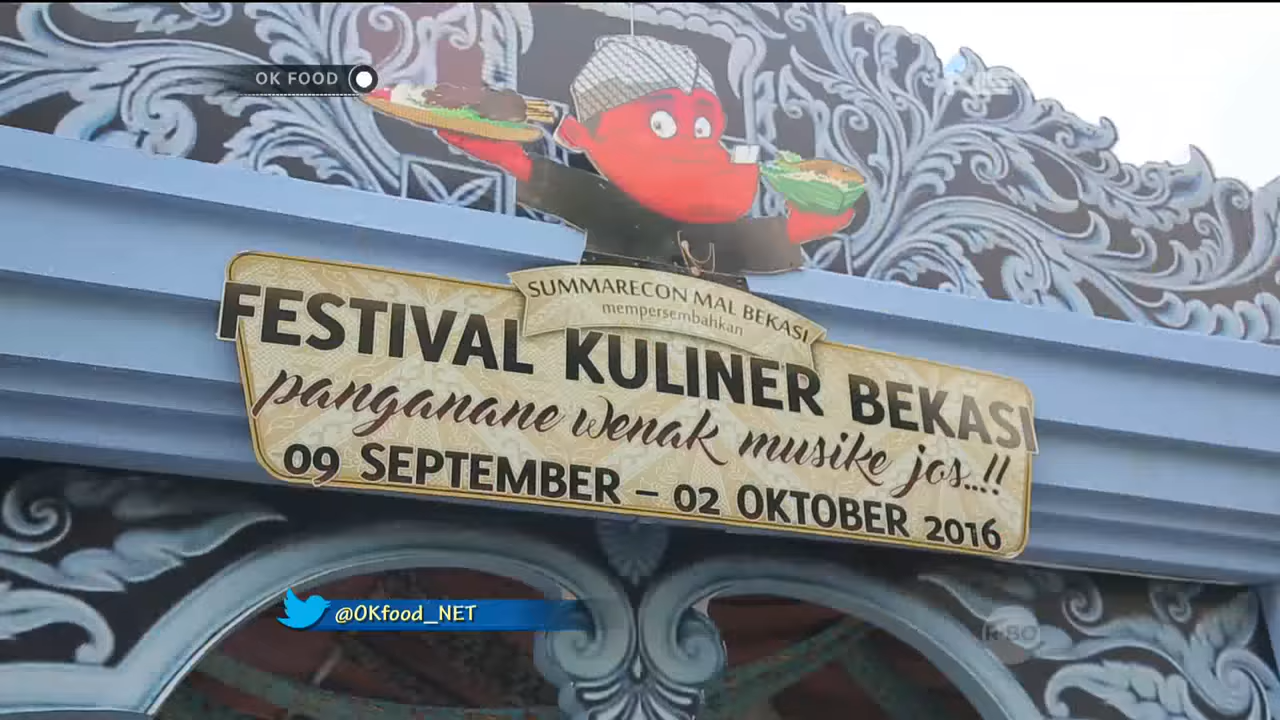 OK FOOD
SUMMARECON MAL BEKASI
mempersembahkan
FESTIVAL KULINER BEKASI
panganane wenak musike jos...!!
09 SEPTEMBER – 02 OKTOBER 2016
@OKfood_NET
R-BO